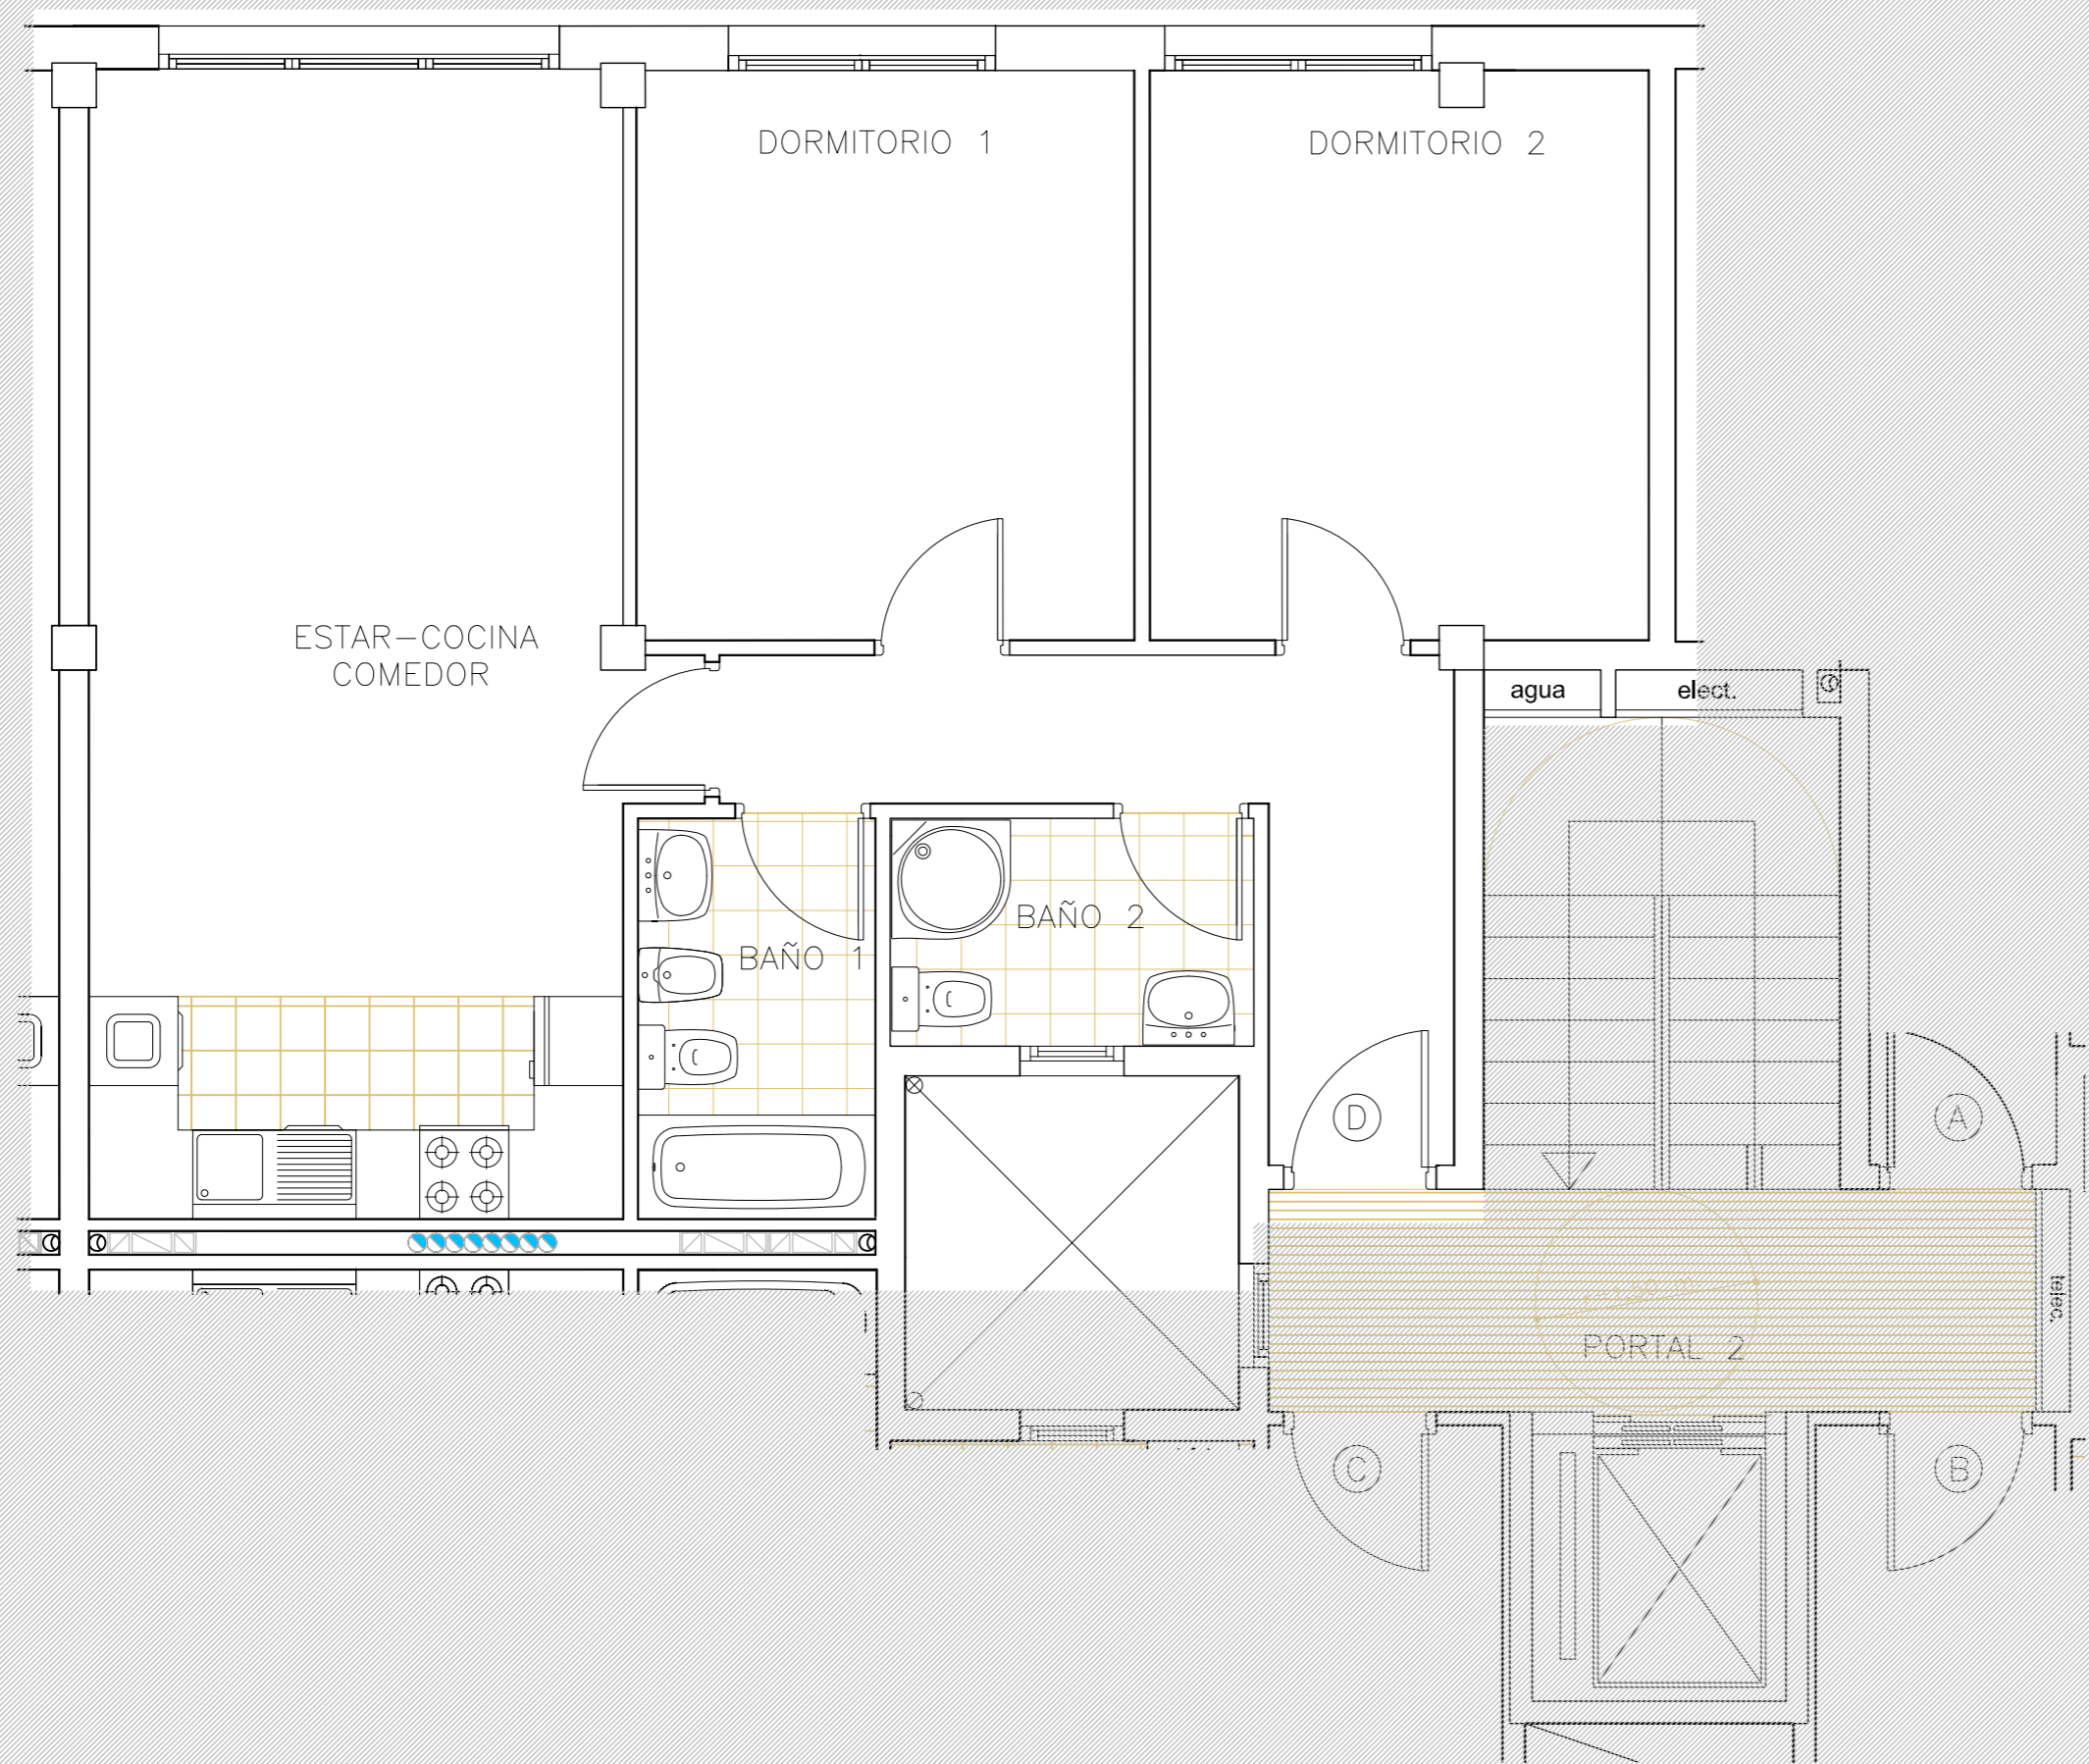 DORMITORIO 1
DORMITORIO 2
ESTAR-COCINA
COMEDOR
agua
elect.
BAÑO 1
BAÑO 2
D
A
telec.
PORTAL 2
C
B